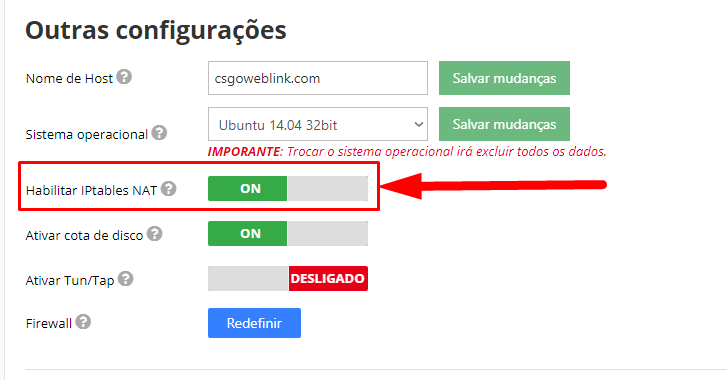 Outras configurações
Nome de Host ? csgoweblink.com Salvar mudanças
Sistema operacional ? Ubuntu 14.04 32bit Salvar mudanças
IMPORANTE: Trocar o sistema operacional irá excluir todos os dados.
Habilitar IPtables NAT ? ON
Ativar cota de disco ? ON
Ativar Tun/Tap ? DESLIGADO
Firewall ? Redefinir